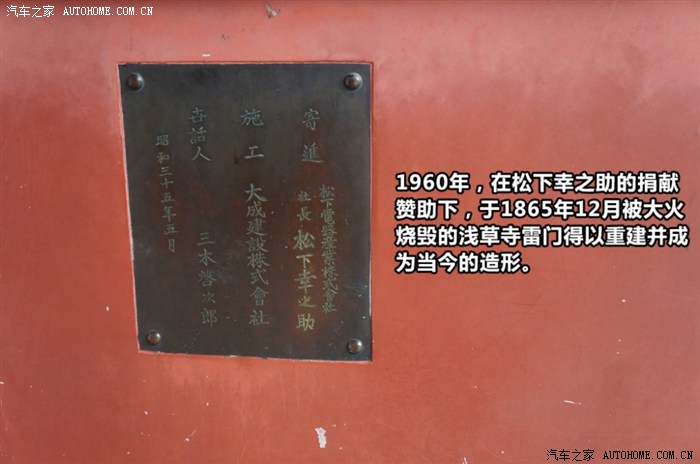 汽车之家 AUTOHOME.COM.CN
寄進
松下電器産業株式會社
社長 松下幸之助
施工 大成建設株式會社
世話人 三木啓次郎
昭和三十五年五月
1960年，在松下幸之助的捐献
赞助下，于1865年12月被大火
烧毁的浅草寺雷门得以重建并成
为当今的造形。
汽车之家 AUTOHOME.COM.CN